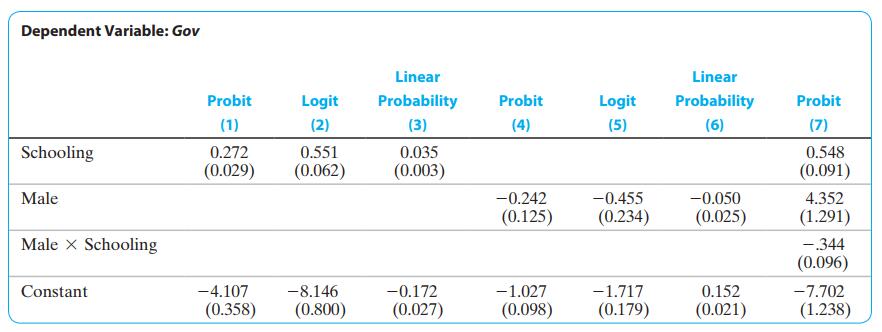 Dependent Variable: Gov
Linear Linear
Probit Logit Probability Probit Logit Probability Probit
(1) (2) (3) (4) (5) (6) (7)
Schooling 0.272 0.551 0.035 0.548
(0.029) (0.062) (0.003) (0.091)
Male −0.242 −0.455 −0.050 4.352
(0.125) (0.234) (0.025) (1.291)
Male × Schooling −.344
(0.096)
Constant −4.107 −8.146 −0.172 −1.027 −1.717 0.152 −7.702
(0.358) (0.800) (0.027) (0.098) (0.179) (0.021) (1.238)